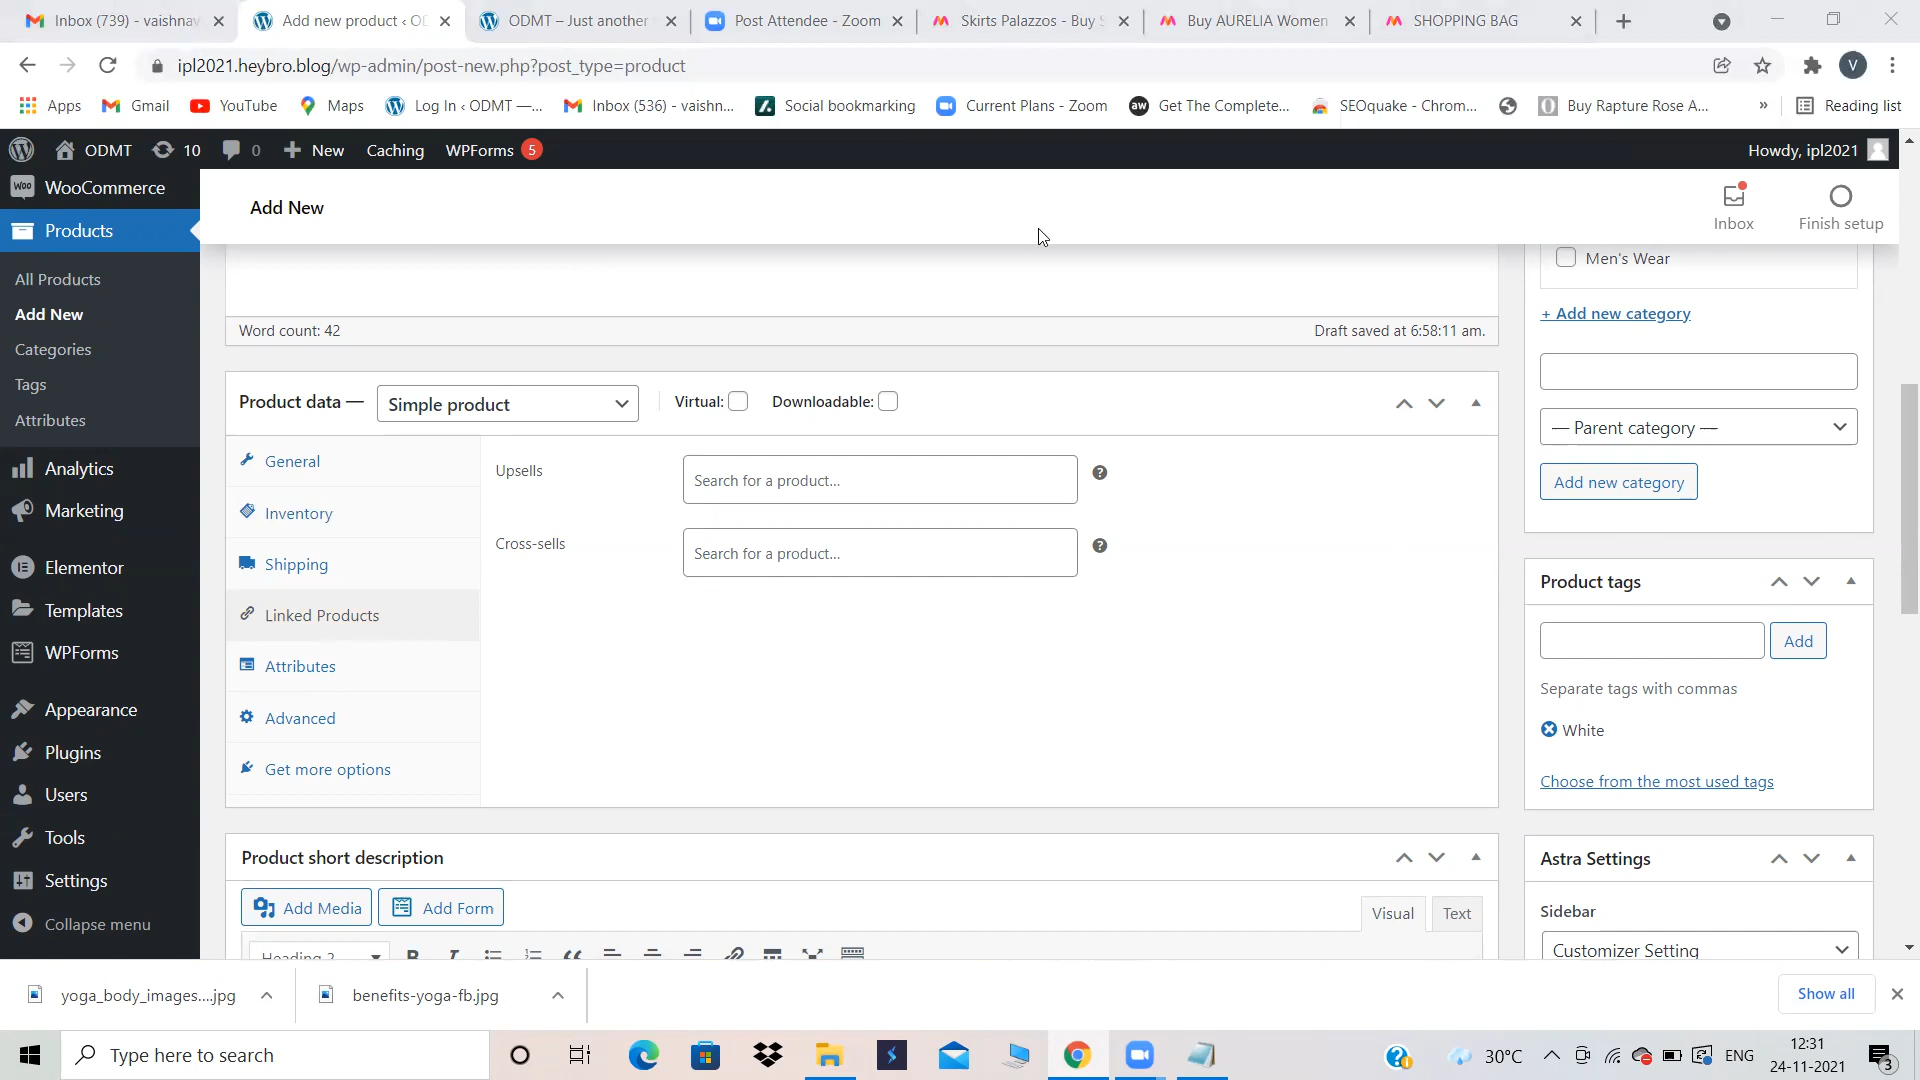 Inbox (739) - vaishnav
Add new product ‹ OD
ODMT – Just another
Post Attendee - Zoom
Skirts Palazzos - Buy S
Buy AURELIA Women
SHOPPING BAG
ipl2021.heybro.blog/wp-admin/post-new.php?post_type=product
V
Apps
Gmail
YouTube
Maps
Log In ‹ ODMT —...
Inbox (536) - vaishn...
Social bookmarking
Current Plans - Zoom
aw
Get The Complete...
SEOquake - Chrom...
Buy Rapture Rose A...
»
Reading list
ODMT
10
0
New
Caching
WPForms 5
Howdy, ipl2021
WooCommerce
Products
All Products
Add New
Categories
Tags
Attributes
Analytics
Marketing
Elementor
Templates
WPForms
Appearance
Plugins
Users
Tools
Settings
Collapse menu
Add New
Inbox
Finish setup
Word count: 42
Draft saved at 6:58:11 am.
Product data —
Simple product
Virtual:
Downloadable:
General
Inventory
Shipping
Linked Products
Attributes
Advanced
Get more options
Upsells
Search for a product...
Cross-sells
Search for a product...
Product short description
Add Media
Add Form
Visual
Text
Heading 2
Men's Wear
+ Add new category
— Parent category —
Add new category
Product tags
Add
Separate tags with commas
White
Choose from the most used tags
Astra Settings
Sidebar
Customizer Setting
yoga_body_images....jpg
benefits-yoga-fb.jpg
Show all
Type here to search
30°C
ENG
12:31
24-11-2021
3